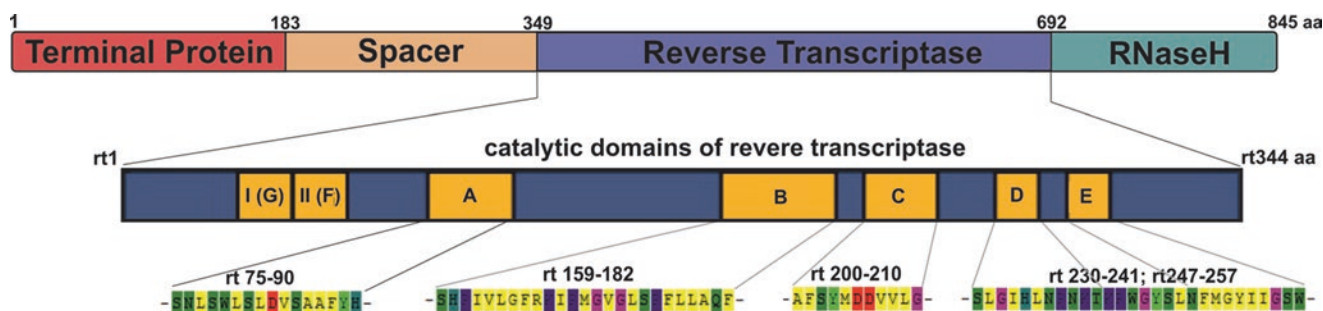 1 183 349 692 845 aa
Terminal Protein Spacer Reverse Transcriptase RNaseH
rt1 catalytic domains of revere transcriptase rt344 aa
I (G) II (F) A B C D E
rt 75-90 rt 159-182 rt 200-210 rt 230-241; rt247-257
-SNLSWLSLDVSAAFYH- -AFSYMDDVVLG-